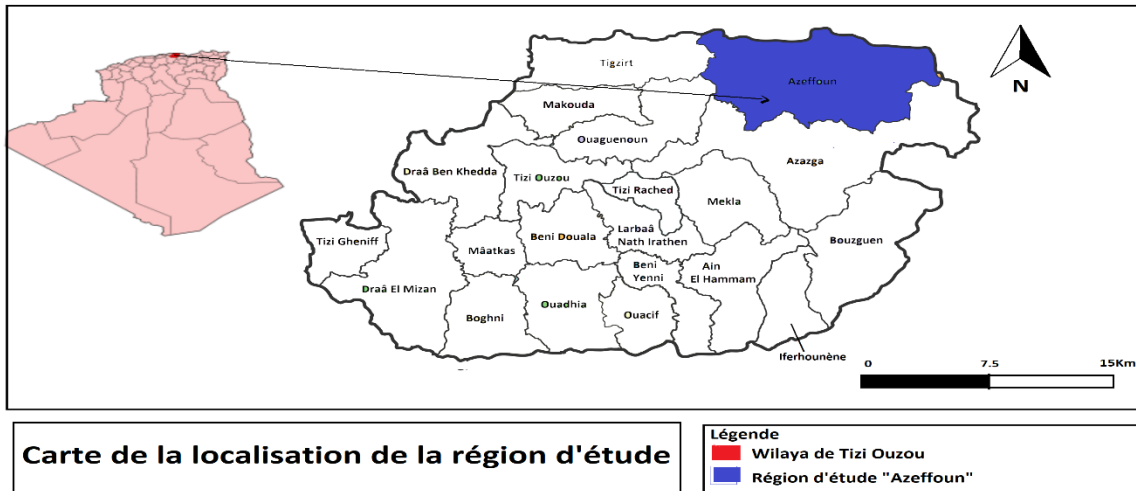 Tigzirt
Azeffoun
N
Makouda
Ouaguenoun
Azazga
Draâ Ben Khedda
Tizi Ouzou
Tizi Rached
Mekla
Tizi Gheniff
Mâatkas
Beni Douala
Larbaâ
Nath Irathen
Bouzguen
Beni
Yenni
Ain
El Hammam
Draâ El Mizan
Boghni
Ouadhia
Ouacif
Iferhounène
0 7.5 15Km
Carte de la localisation de la région d'étude
Légende
Wilaya de Tizi Ouzou
Région d'étude "Azeffoun"